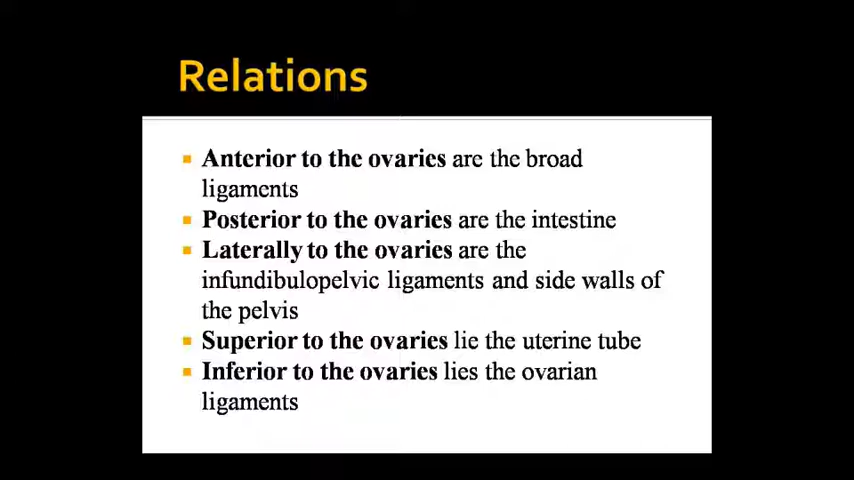 Relations
Anterior to the ovaries are the broad
ligaments
Posterior to the ovaries are the intestine
Laterally to the ovaries are the
infundibulopelvic ligaments and side walls of
the pelvis
Superior to the ovaries lie the uterine tube
Inferior to the ovaries lies the ovarian
ligaments